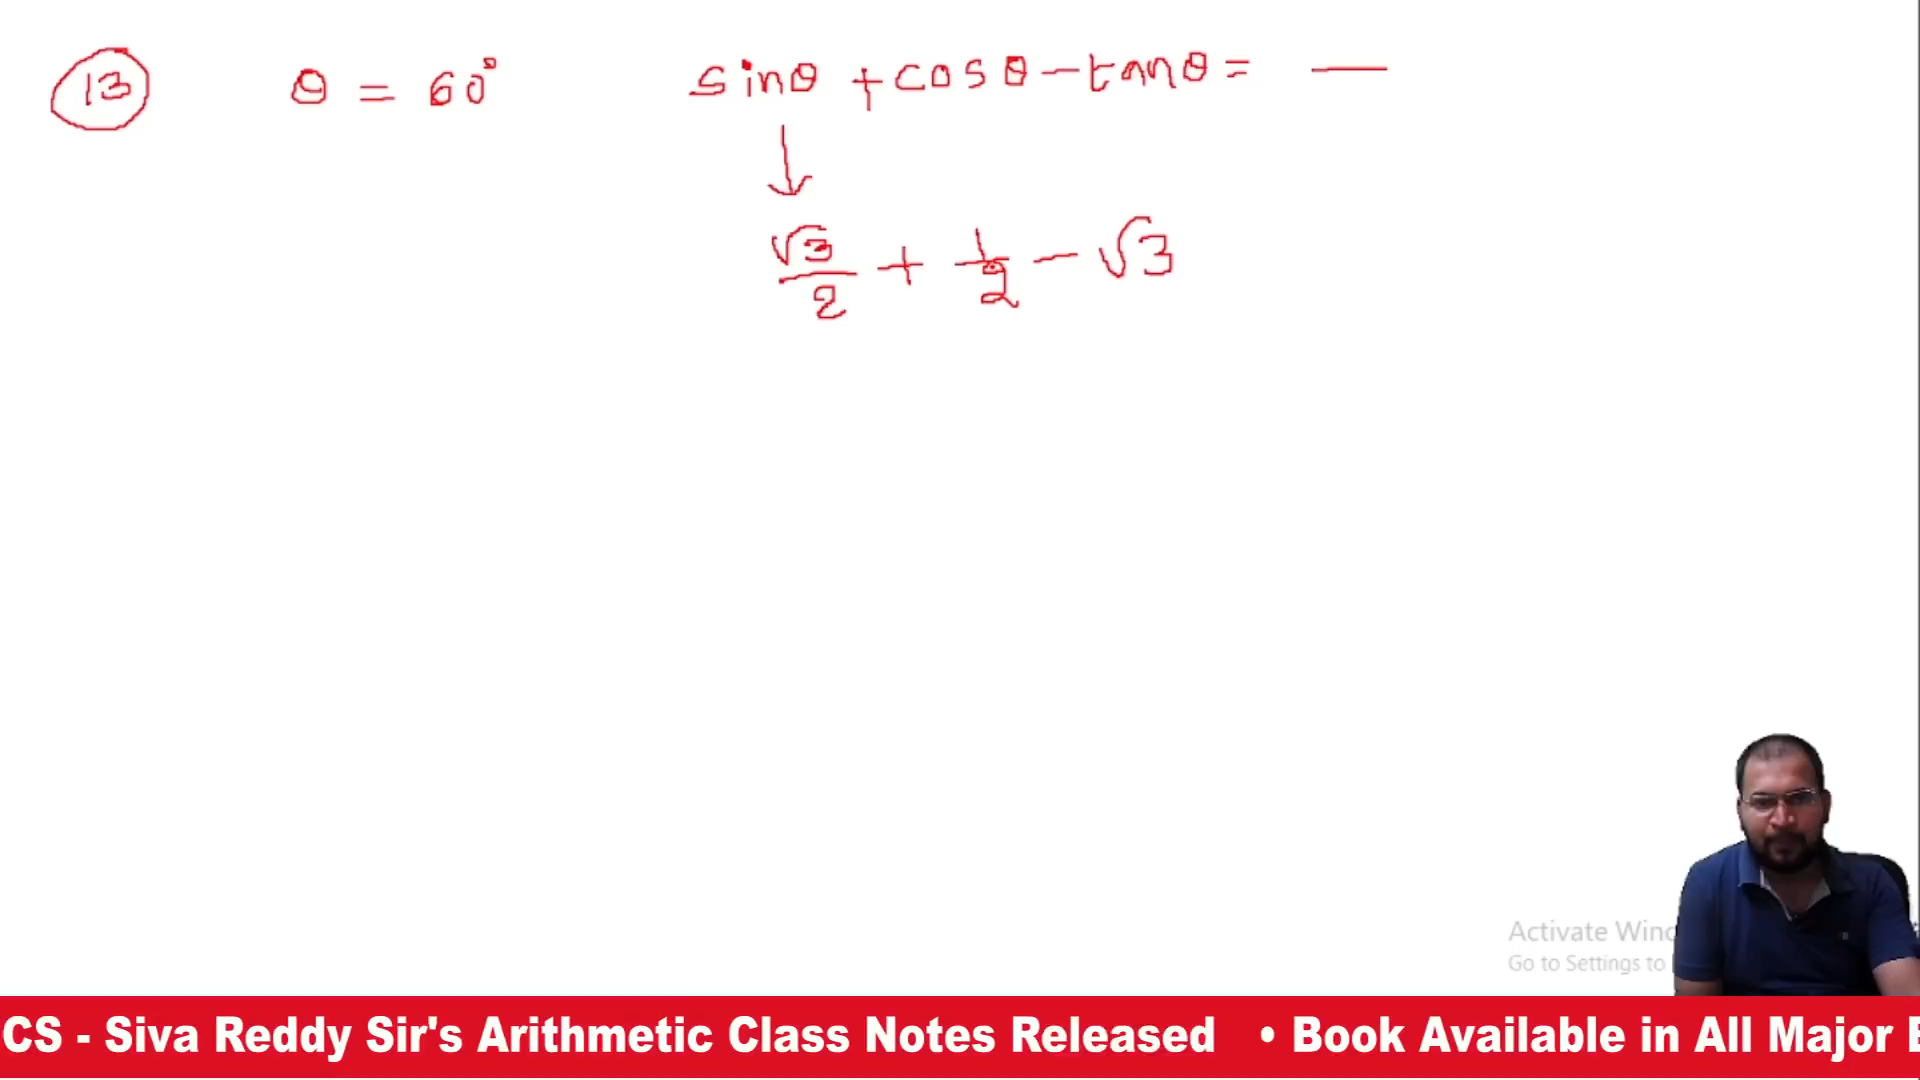 13 θ = 60° sinθ + cosθ - tanθ = —
↓
√3/2 + 1/2 - √3
Activate Wind
Go to Settings to
CS - Siva Reddy Sir's Arithmetic Class Notes Released • Book Available in All Major